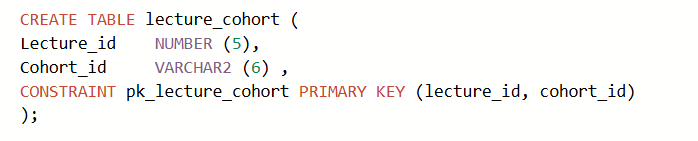 CREATE TABLE lecture_cohort (
Lecture_id    NUMBER (5),
Cohort_id     VARCHAR2 (6) ,
CONSTRAINT pk_lecture_cohort PRIMARY KEY (lecture_id, cohort_id)
);